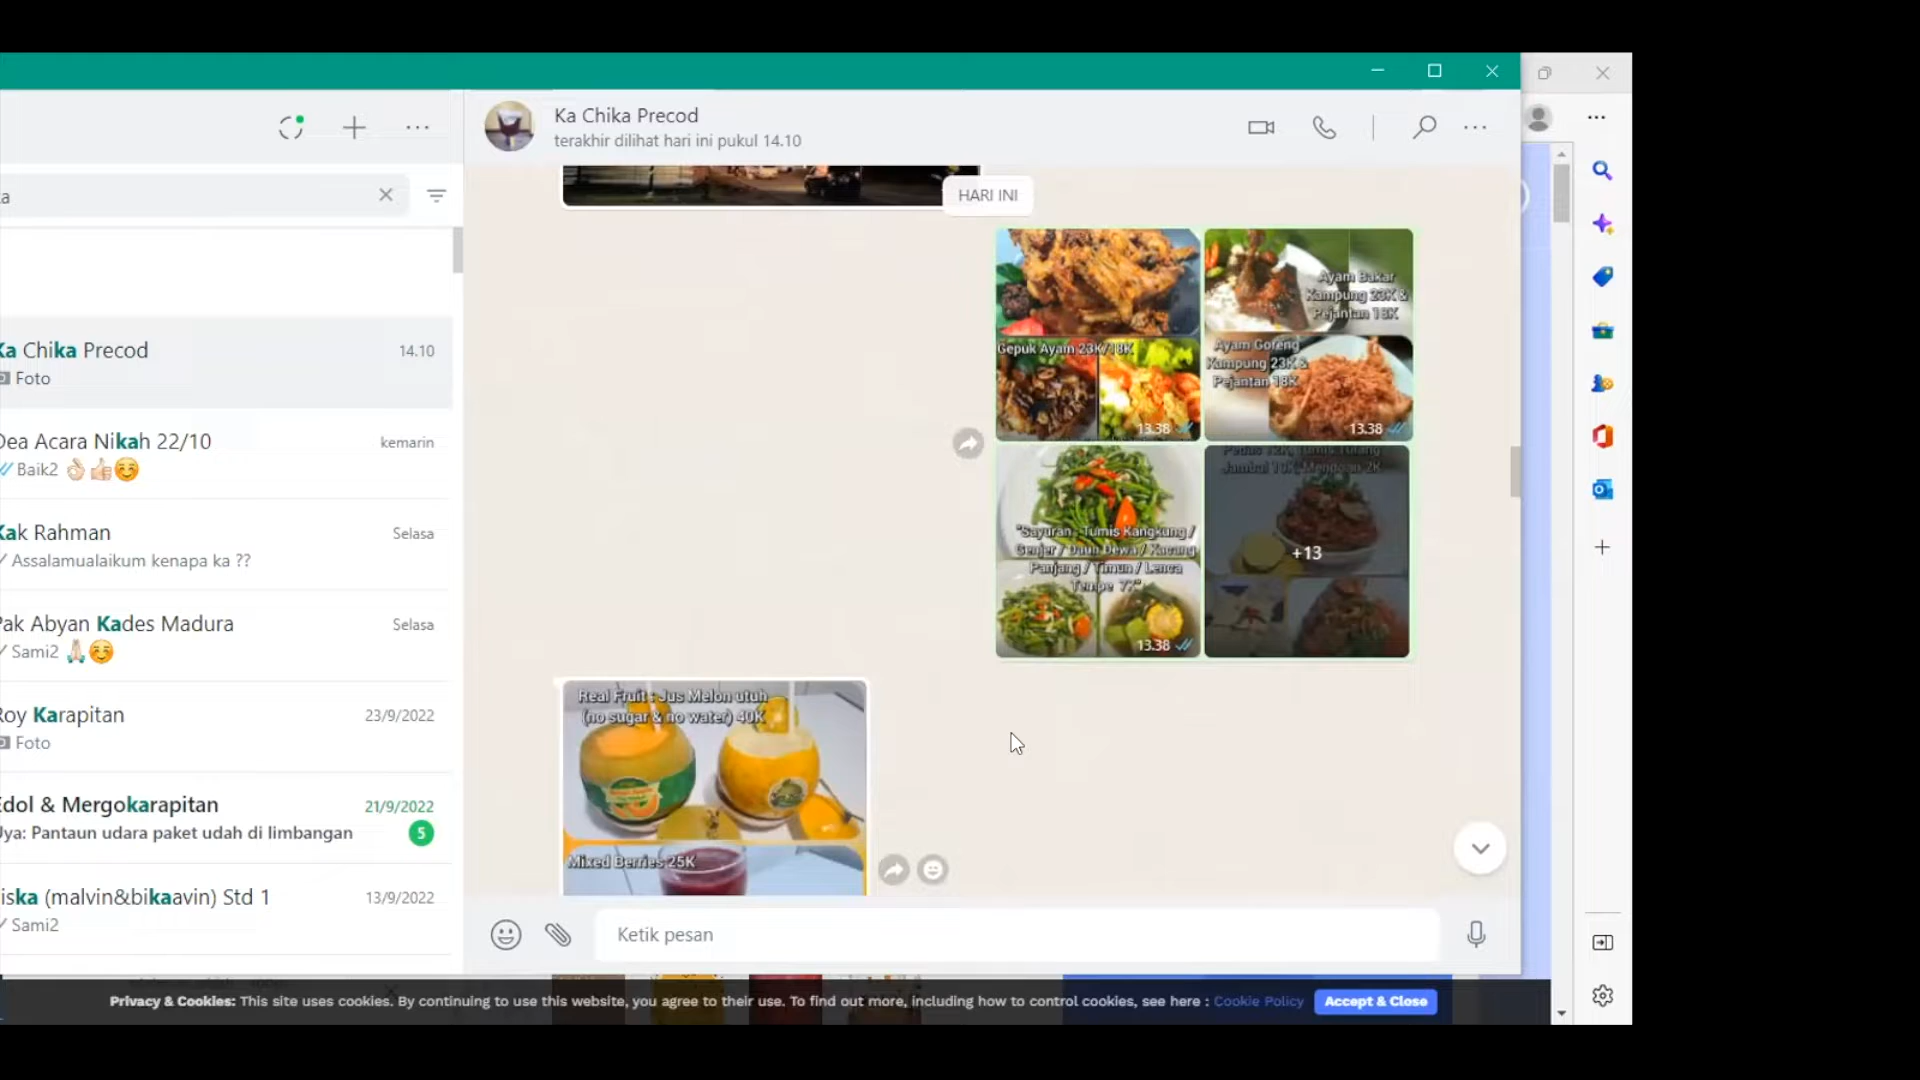 Ka Chika Precod
terakhir dilihat hari ini pukul 14.10
HARI INI
a
Ka Chika Precod
14.10
Foto
Dea Acara Nikah 22/10
kemarin
Baik2 👌🏻👍🏻☺️
Kak Rahman
Selasa
Assalamualaikum kenapa ka ??
Pak Abyan Kades Madura
Selasa
Sami2 🙏🏻☺️
Roy Karapitan
23/9/2022
Foto
Edol & Mergokarapitan
21/9/2022
Uya: Pantaun udara paket udah di limbangan
5
iska (malvin&bikaavin) Std 1
13/9/2022
Sami2
Gepuk Ayam 23K/18K
13.38
Ayam Bakar
Kampung 23K &
Pejantan 18K
Ayam Goreng
Kampung 23K &
Pejantan 18K
13.38
"Sayuran : Tumis Kangkung /
Genjer / Daun Dewa / Kacang
Panjang / Timun / Lenca
Tempe 7?"
13.38
Jambal 10K, Mendoan 2K
+13
Real Fruit : Jus Melon utuh
(no sugar & no water) 40K
Mixed Berries 25K
Ketik pesan
Privacy & Cookies: This site uses cookies. By continuing to use this website, you agree to their use. To find out more, including how to control cookies, see here : Cookie Policy
Accept & Close